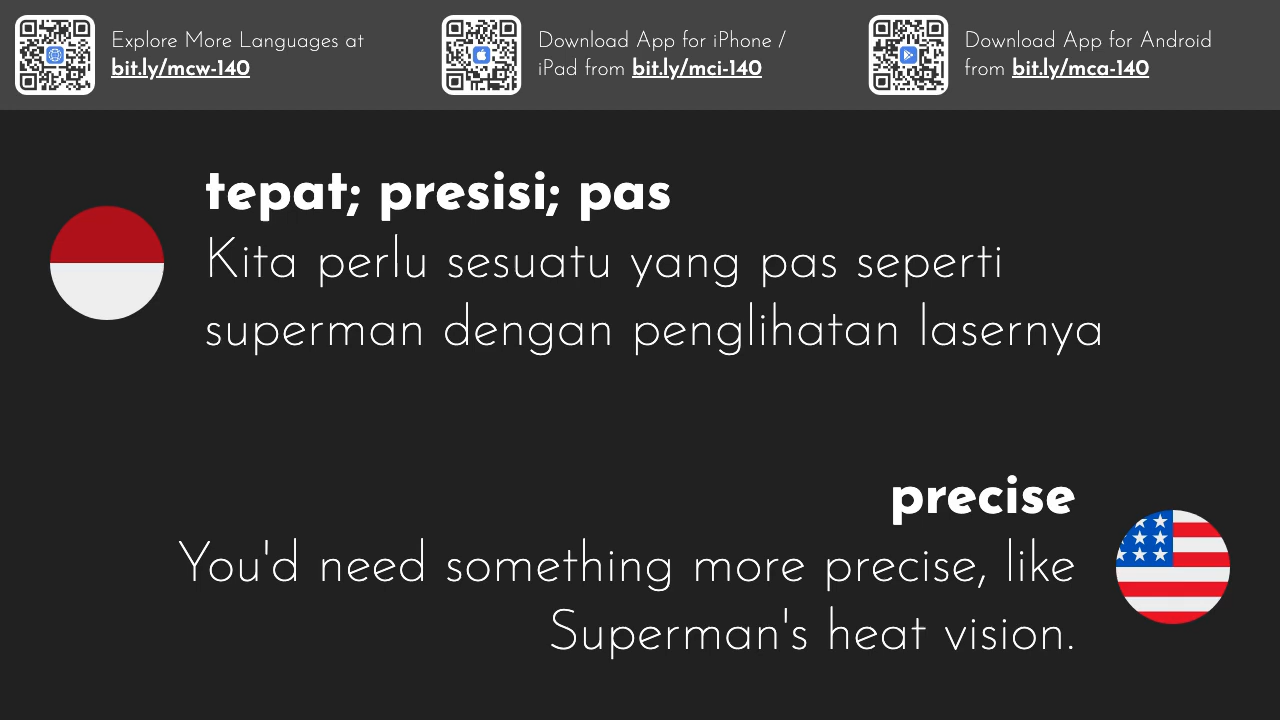 Explore More Languages at
bit.ly/mcw-140
Download App for iPhone /
iPad from bit.ly/mci-140
Download App for Android
from bit.ly/mca-140
tepat; presisi; pas
Kita perlu sesuatu yang pas seperti
superman dengan penglihatan lasernya
precise
You'd need something more precise, like
Superman's heat vision.